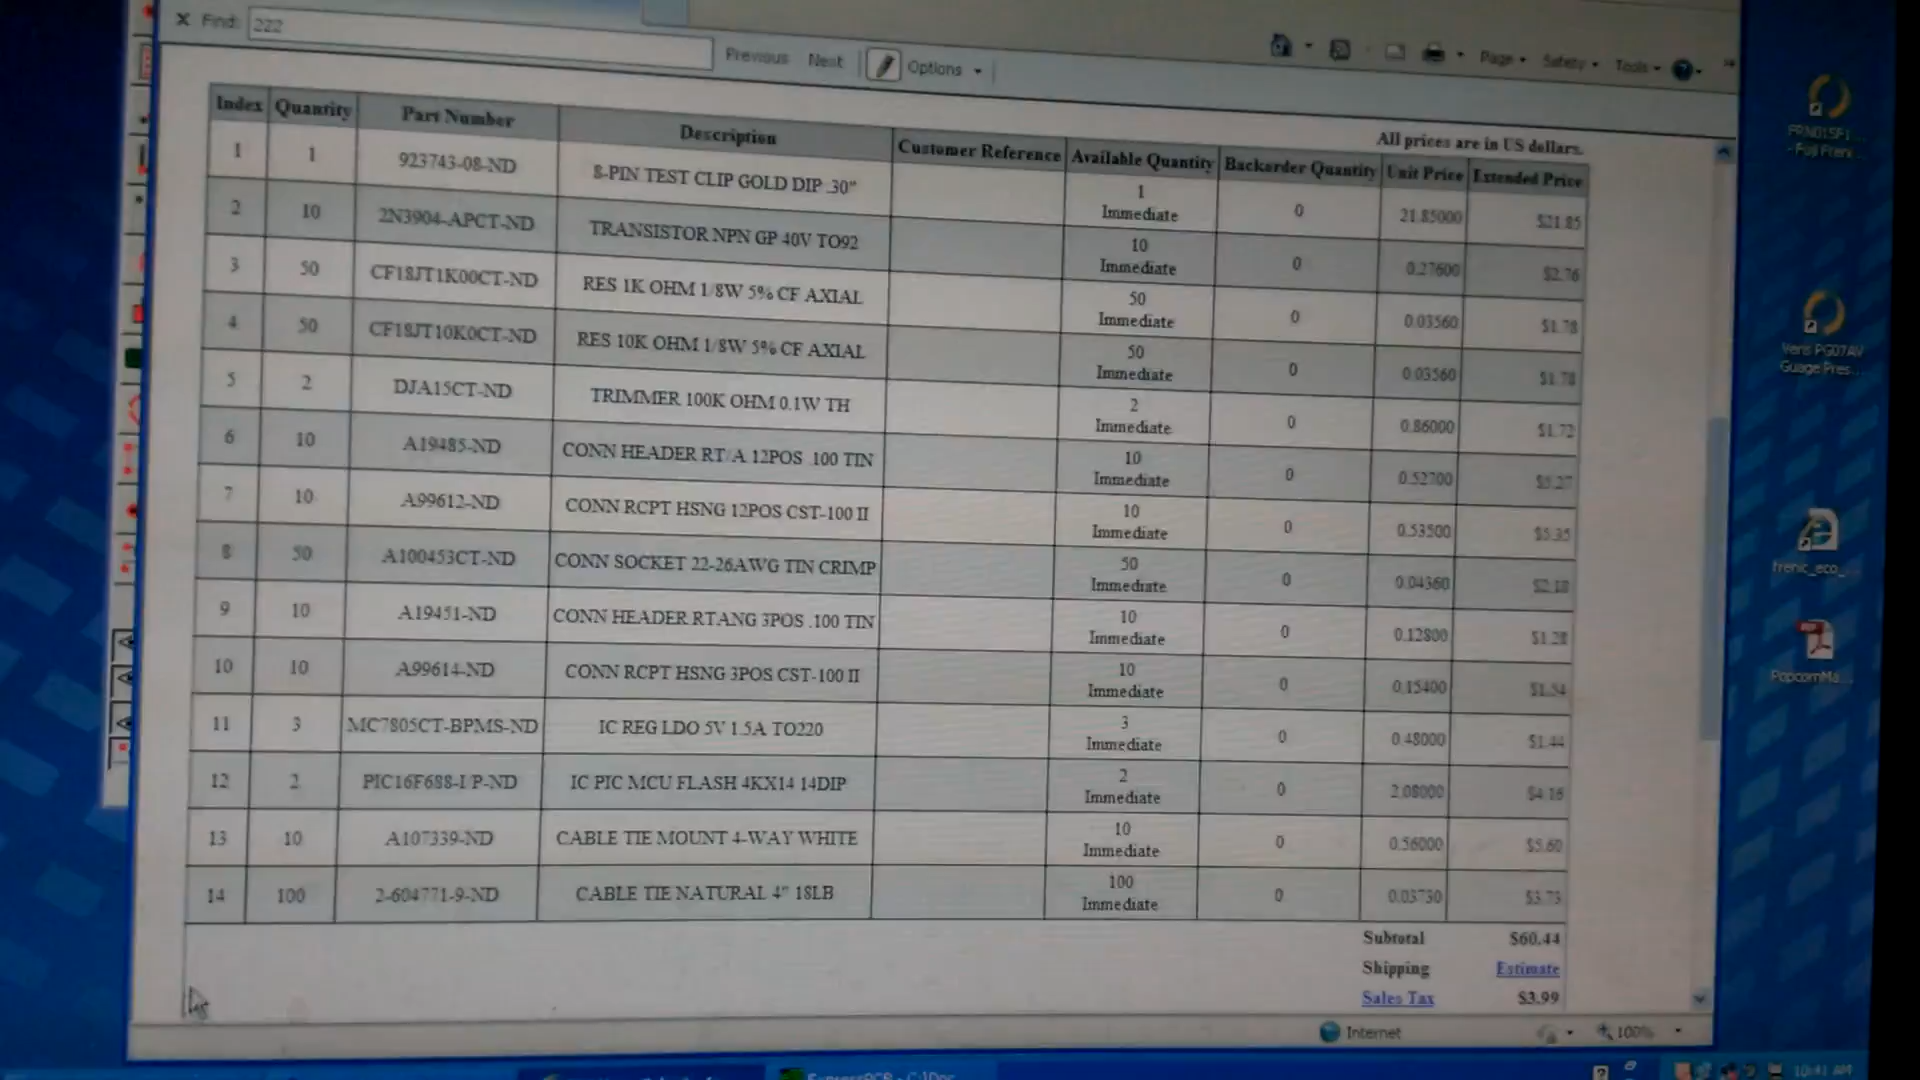 X Find: 222
Previous Next Options
Page Safety Tools
All prices are in US dollars.
Index Quantity Part Number Description Customer Reference Available Quantity Backorder Quantity Unit Price Extended Price
1 1 923743-08-ND 8-PIN TEST CLIP GOLD DIP .30" 1 Immediate 0 21.85000 $21.85
2 10 2N3904-APCT-ND TRANSISTOR NPN GP 40V TO92 10 Immediate 0 0.27600 $2.76
3 50 CF18JT1K00CT-ND RES 1K OHM 1/8W 5% CF AXIAL 50 Immediate 0 0.03560 $1.78
4 50 CF18JT10K0CT-ND RES 10K OHM 1/8W 5% CF AXIAL 50 Immediate 0 0.03560 $1.78
5 2 DJA15CT-ND TRIMMER 100K OHM 0.1W TH 2 Immediate 0 0.86000 $1.72
6 10 A19485-ND CONN HEADER RT/A 12POS .100 TIN 10 Immediate 0 0.52700 $5.27
7 10 A99612-ND CONN RCPT HSNG 12POS CST-100 II 10 Immediate 0 0.53500 $5.35
8 50 A100453CT-ND CONN SOCKET 22-26AWG TIN CRIMP 50 Immediate 0 0.04360 $2.18
9 10 A19451-ND CONN HEADER RTANG 3POS .100 TIN 10 Immediate 0 0.12800 $1.28
10 10 A99614-ND CONN RCPT HSNG 3POS CST-100 II 10 Immediate 0 0.15400 $1.54
11 3 MC7805CT-BPMS-ND IC REG LDO 5V 1.5A TO220 3 Immediate 0 0.48000 $1.44
12 2 PIC16F688-I/P-ND IC PIC MCU FLASH 4KX14 14DIP 2 Immediate 0 2.08000 $4.16
13 10 A107339-ND CABLE TIE MOUNT 4-WAY WHITE 10 Immediate 0 0.56000 $5.60
14 100 2-604771-9-ND CABLE TIE NATURAL 4" 18LB 100 Immediate 0 0.03730 $3.73
Subtotal $60.44
Shipping Estimate
Sales Tax $3.99
Internet 100%
Veris PG07AV
Guage Pres...
frenic_eco_...
PopcornMa...
10:41 AM